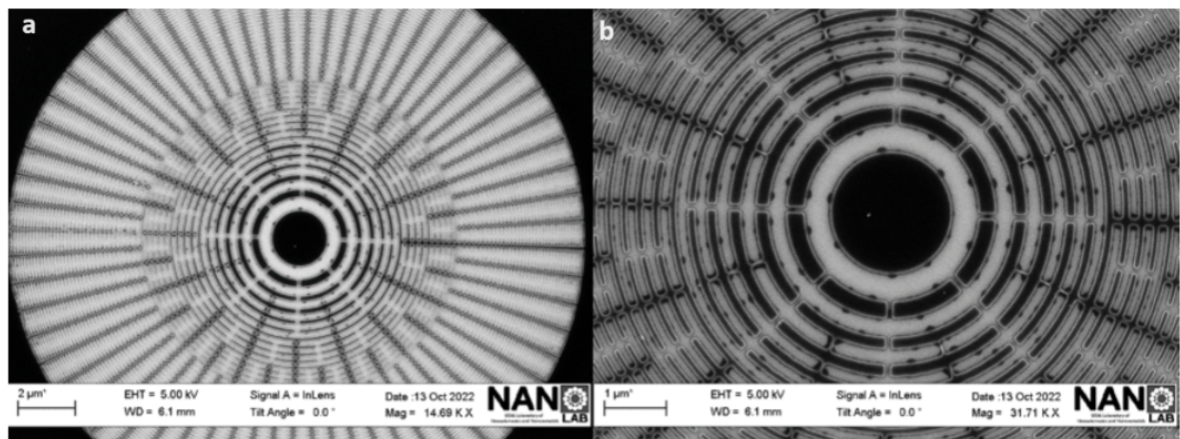 a
2 µm
EHT = 5.00 kV
Signal A = InLens
Date :13 Oct 2022
WD = 6.1 mm
Tilt Angle = 0.0 °
Mag = 14.69 K X
NAN
LAB
b
1 µm
EHT = 5.00 kV
Signal A = InLens
Date :13 Oct 2022
WD = 6.1 mm
Tilt Angle = 0.0 °
Mag = 31.71 K X
NAN
LAB